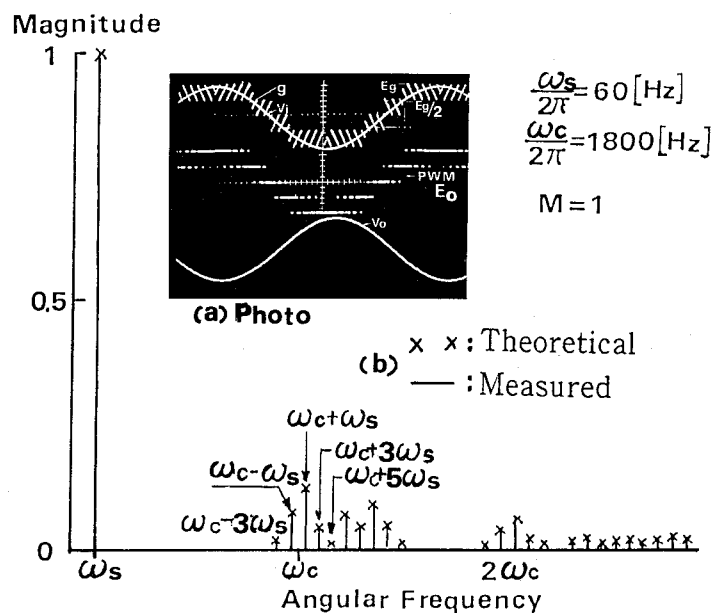 Magnitude
1
g
Vi
Eg
Eg/2
PWM
Eo
Vo
(a) Photo
ωs/2π = 60 [Hz]
ωc/2π = 1800 [Hz]
M = 1
0.5
(b) × × : Theoretical
— : Measured
ωc+ωs
ωc+3ωs
ωc-ωs
ωc+5ωs
ωc-3ωs
0
ωs
ωc
2ωc
Angular Frequency